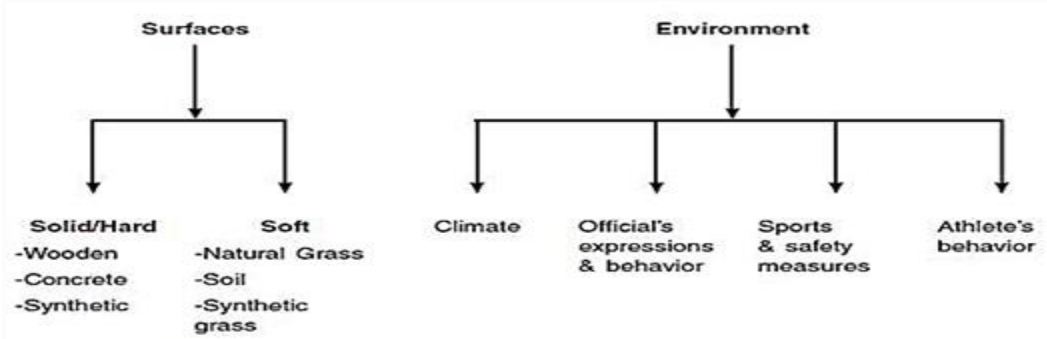 Surfaces
Environment
Solid/Hard
-Wooden
-Concrete
-Synthetic
Soft
-Natural Grass
-Soil
-Synthetic
grass
Climate
Official's
expressions
& behavior
Sports
& safety
measures
Athlete's
behavior